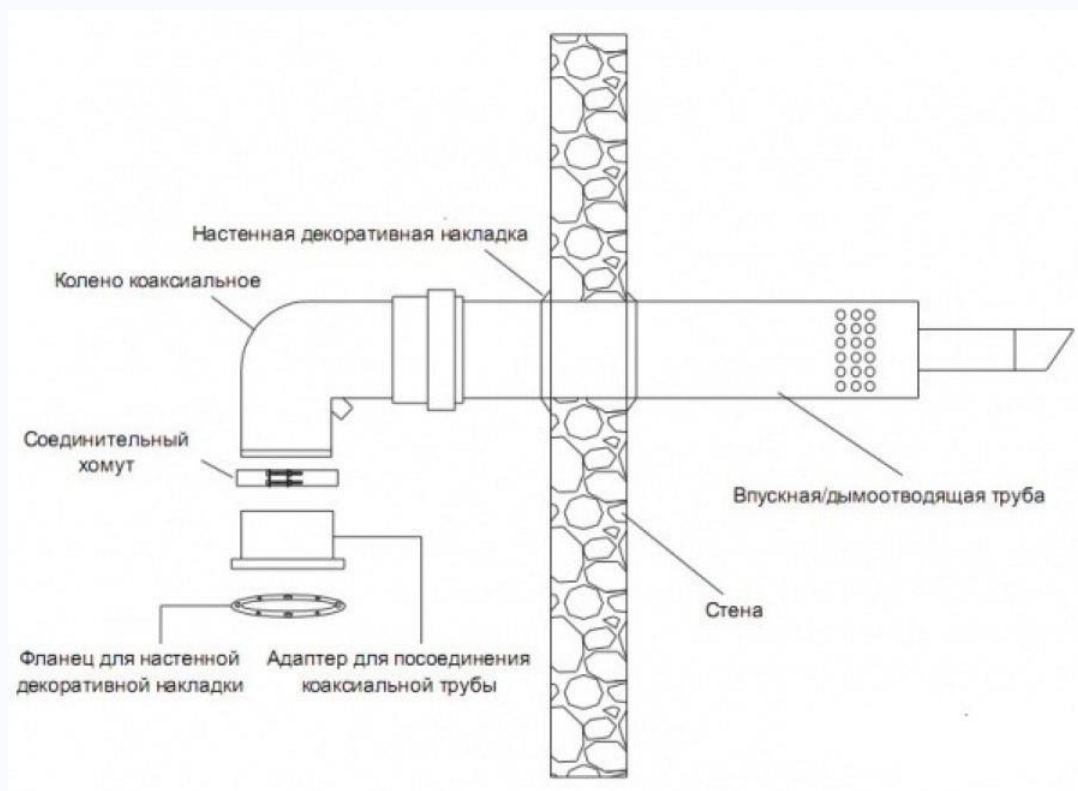 Настенная декоративная накладка
Колено коаксиальное
Соединительный
хомут
Впускная/дымоотводящая труба
Стена
Фланец для настенной
декоративной накладки
Адаптер для посоединения
коаксиальной трубы